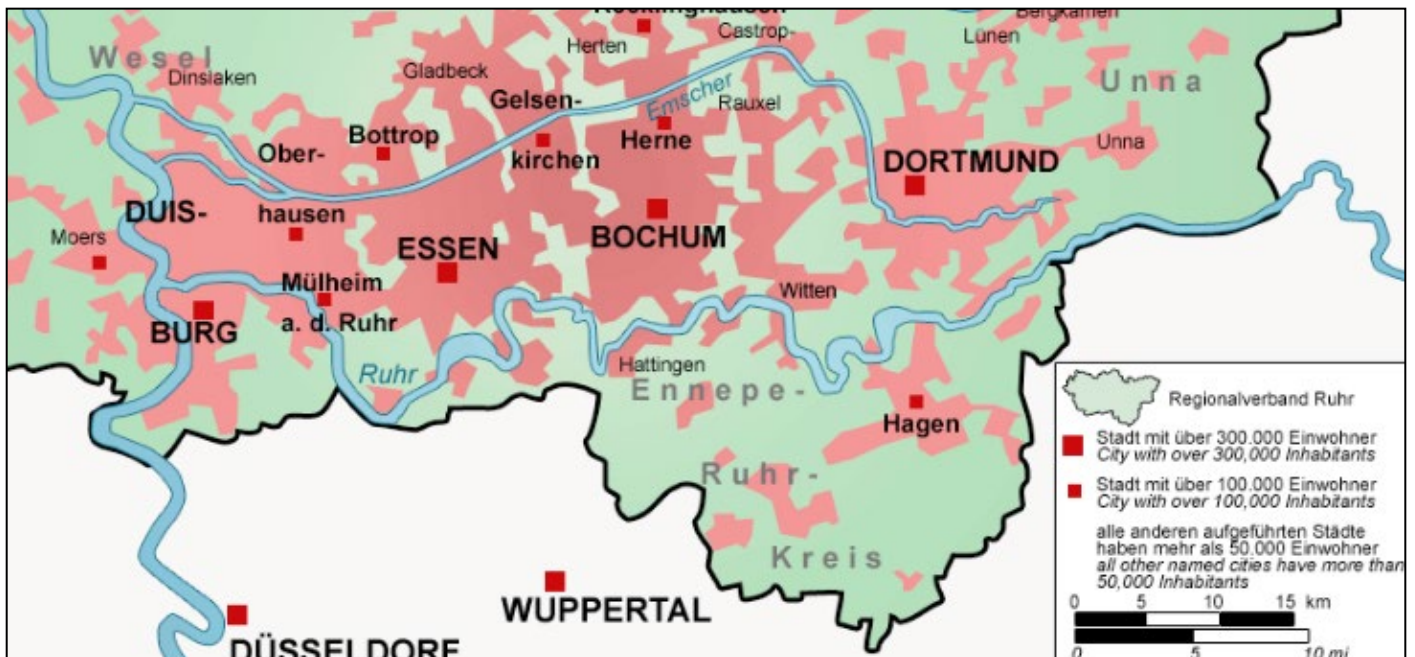 Recklinghausen
Bergkamen
Castrop-
Herten
Lünen
Wesel
Dinslaken
Gladbeck
Unna
Gelsen-
Emscher
Rauxel
Bottrop
Herne
Unna
Ober-
kirchen
DORTMUND
DUIS-
hausen
BOCHUM
Moers
ESSEN
Mülheim
Witten
a. d. Ruhr
BURG
Ruhr
Hattingen
Ennepe-
Hagen
Ruhr-
Kreis
WUPPERTAL
DÜSSELDORF
Regionalverband Ruhr
Stadt mit über 300.000 Einwohner
City with over 300,000 Inhabitants
Stadt mit über 100.000 Einwohner
City with over 100,000 Inhabitants
alle anderen aufgeführten Städte
haben mehr als 50.000 Einwohner
all other named cities have more than
50,000 Inhabitants
0 5 10 15 km
0 5 10 mi